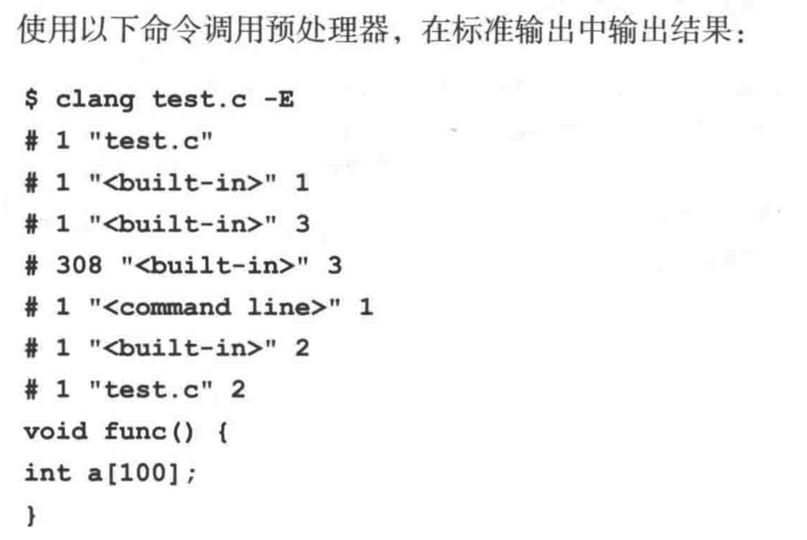 使用以下命令调用预处理器，在标准输出中输出结果：
$ clang test.c -E
# 1 "test.c"
# 1 "<built-in>" 1
# 1 "<built-in>" 3
# 308 "<built-in>" 3
# 1 "<command line>" 1
# 1 "<built-in>" 2
# 1 "test.c" 2
void func() {
int a[100];
}